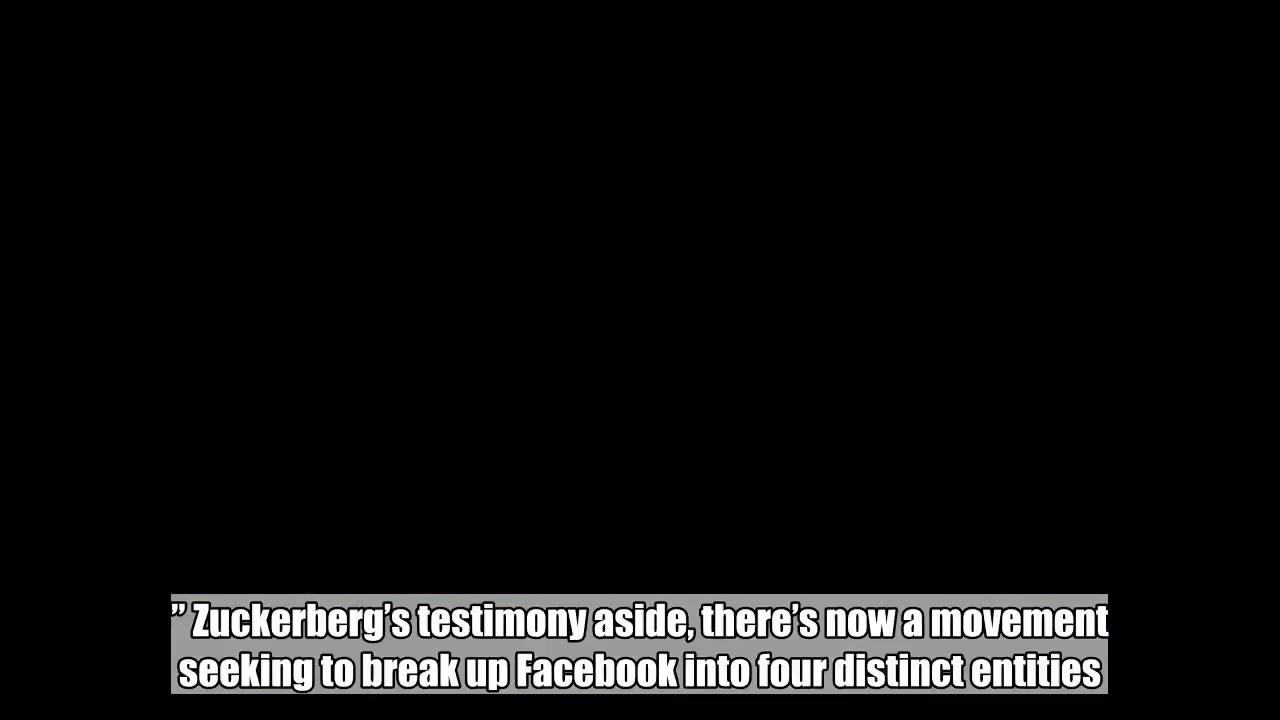 ” Zuckerberg’s testimony aside, there’s now a movement
seeking to break up Facebook into four distinct entities